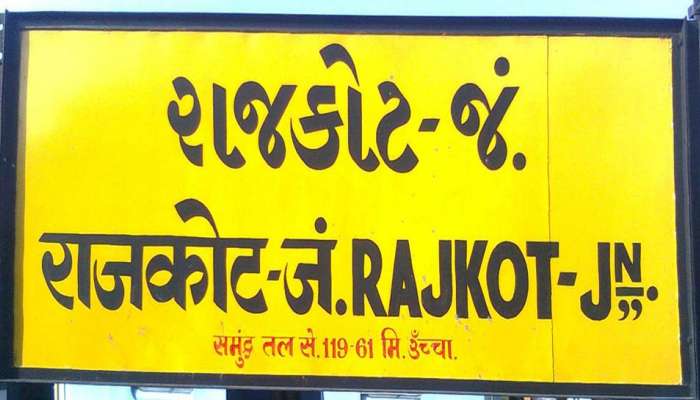 રાજકોટ-જં.
राजकोट-जं. RAJKOT-JN.
समुंद्र तल से.119-61 मि.उँच्चा.